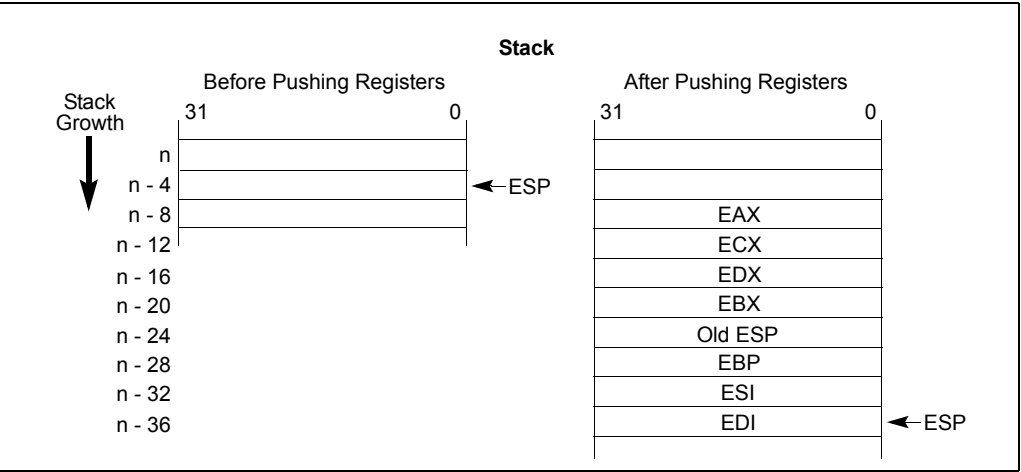 Stack
Before Pushing Registers After Pushing Registers
Stack
Growth
31 0 31 0
n
n - 4 ESP
n - 8 EAX
n - 12 ECX
n - 16 EDX
n - 20 EBX
n - 24 Old ESP
n - 28 EBP
n - 32 ESI
n - 36 EDI ESP